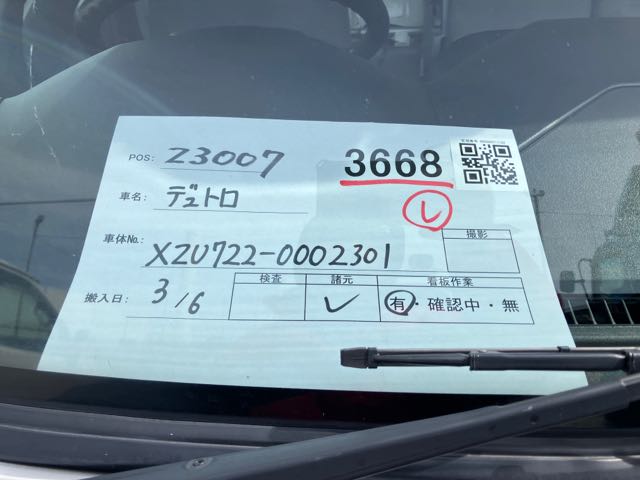 POS: Z3007 3668
車名: デュトロ レ
車体No.: XZU722-0002301 撮影
検査 諸元 看板作業
搬入日: 3/6 有・確認中・無